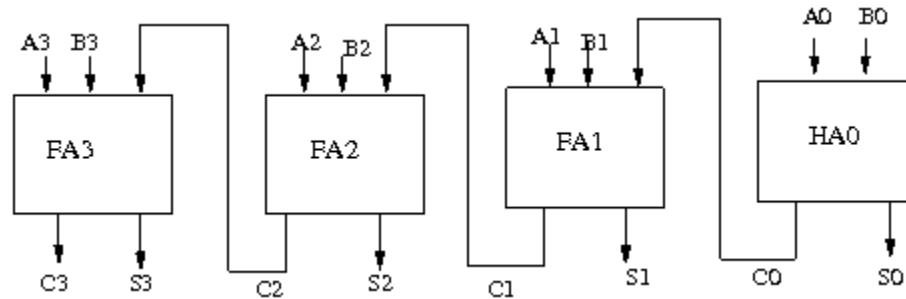 A3 B3 A2 B2 A1 B1 A0 B0
FA3 FA2 FA1 HA0
C3 S3 C2 S2 C1 S1 C0 S0